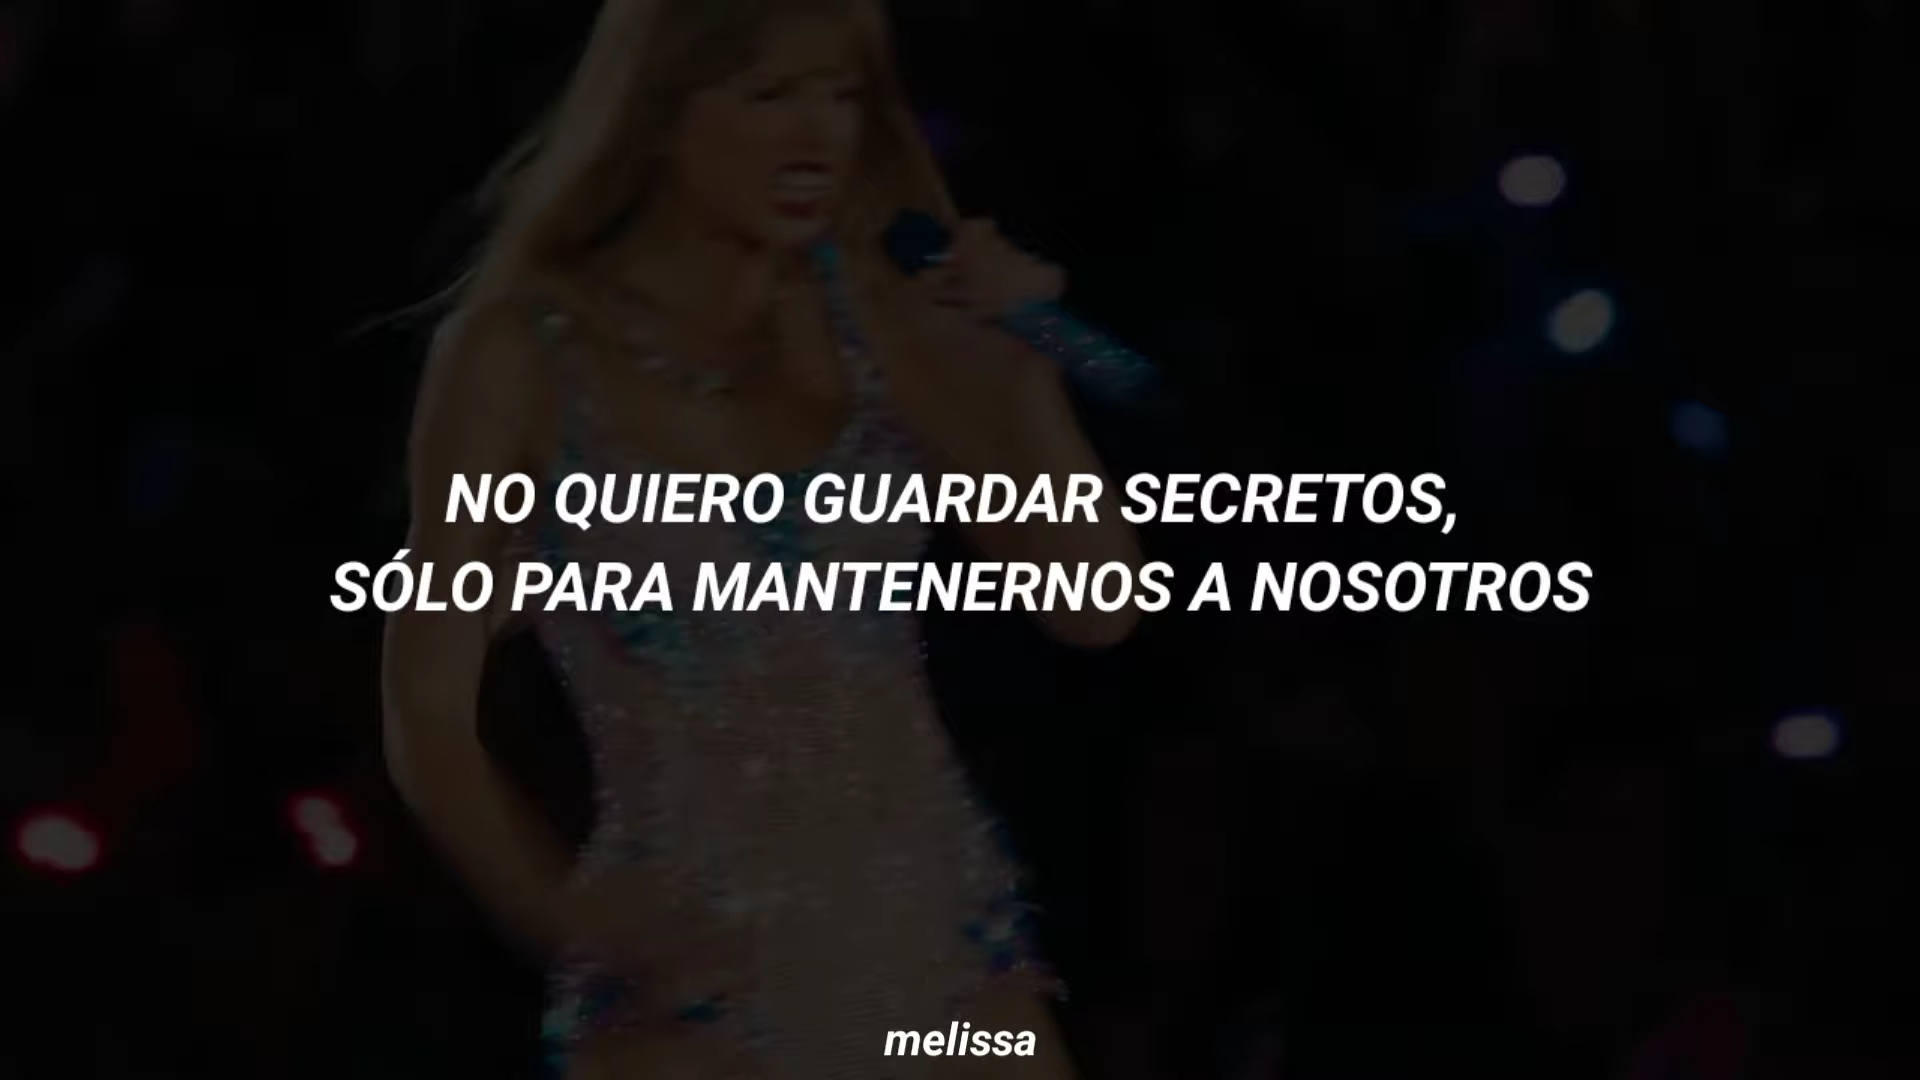 NO QUIERO GUARDAR SECRETOS,
SÓLO PARA MANTENERNOS A NOSOTROS
melissa